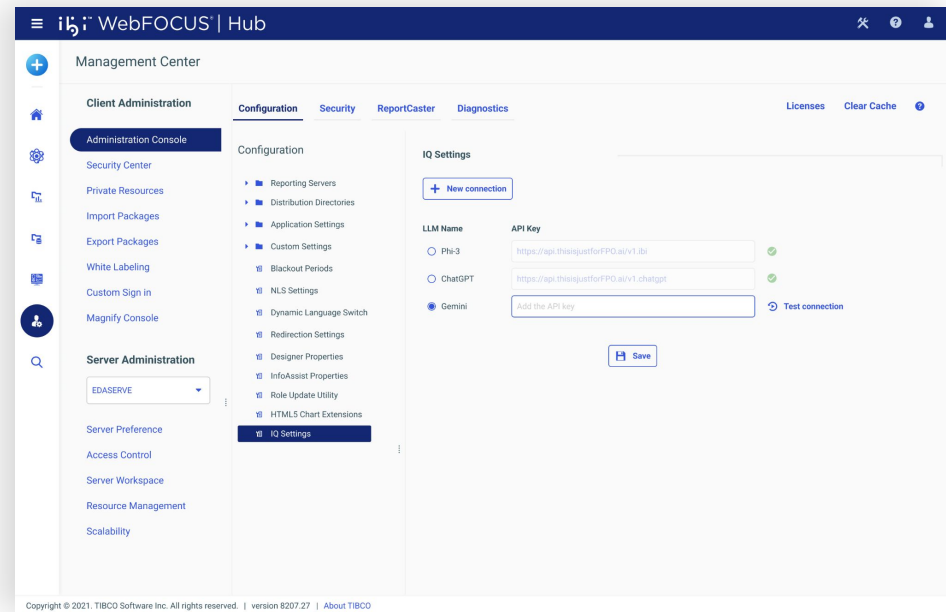 ibi WebFOCUS® | Hub
Management Center
Client Administration
Administration Console
Security Center
Private Resources
Import Packages
Export Packages
White Labeling
Custom Sign in
Magnify Console
Server Administration
EDASERVE
Server Preference
Access Control
Server Workspace
Resource Management
Scalability
Configuration Security ReportCaster Diagnostics
Licenses Clear Cache
Configuration
Reporting Servers
Distribution Directories
Application Settings
Custom Settings
Blackout Periods
NLS Settings
Dynamic Language Switch
Redirection Settings
Designer Properties
InfoAssist Properties
Role Update Utility
HTML5 Chart Extensions
IQ Settings
IQ Settings
New connection
LLM Name API Key
Phi-3 https://api.thisisjustforFPO.ai/v1.ibi
ChatGPT https://api.thisisjustforFPO.ai/v1.chatgpt
Gemini Add the API key Test connection
Save
Copyright © 2021. TIBCO Software Inc. All rights reserved. | version 8207.27 | About TIBCO